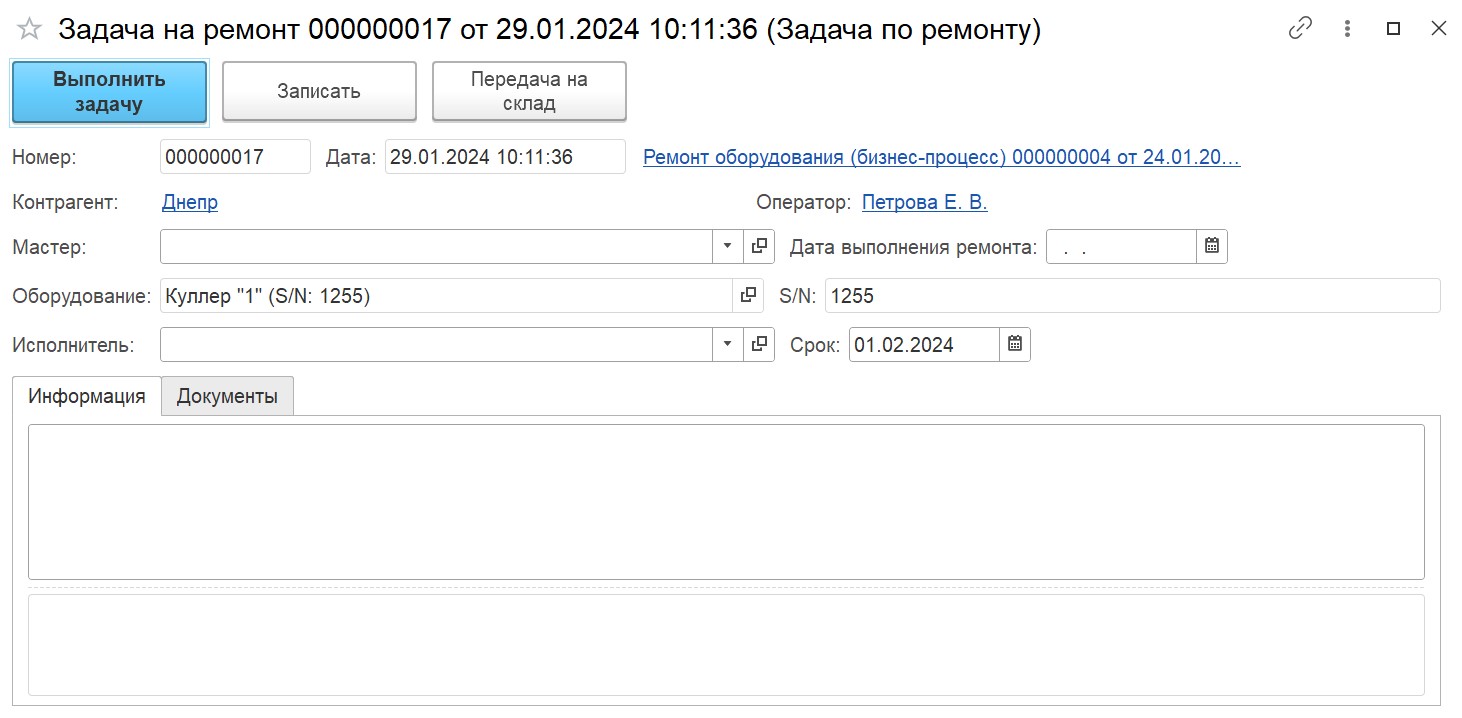 Задача на ремонт 000000017 от 29.01.2024 10:11:36 (Задача по ремонту)
Выполнить
задачу
Записать
Передача на
склад
Номер: 000000017 Дата: 29.01.2024 10:11:36 Ремонт оборудования (бизнес-процесс) 000000004 от 24.01.20...
Контрагент: Днепр Оператор: Петрова Е. В.
Мастер: Дата выполнения ремонта: . .
Оборудование: Куллер "1" (S/N: 1255) S/N: 1255
Исполнитель: Срок: 01.02.2024
Информация Документы